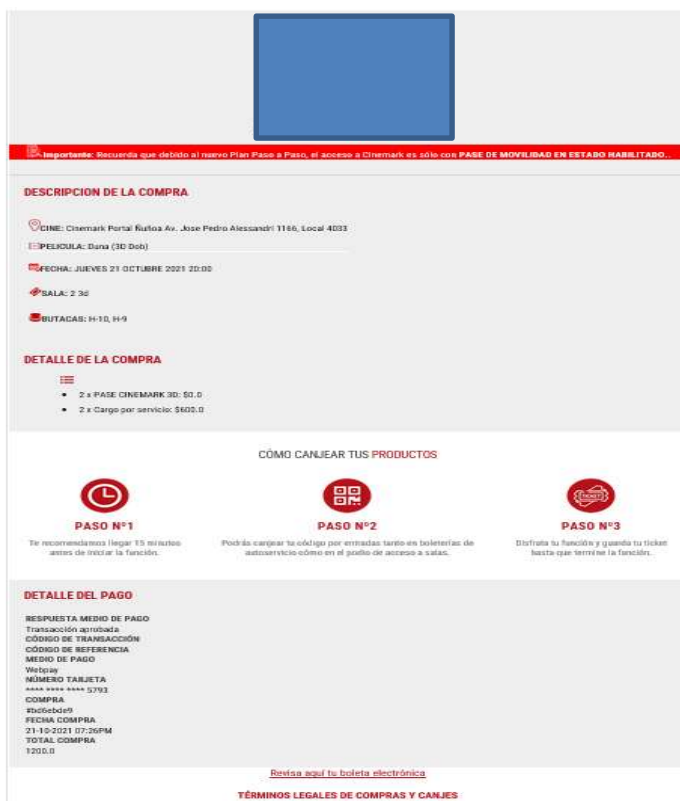 Importante: Recuerda que debido al nuevo Plan Paso a Paso, el acceso a Cinemark es sólo con PASE DE MOVILIDAD EN ESTADO HABILITADO..
DESCRIPCION DE LA COMPRA
CINE: Cinemark Portal Ñuñoa Av. Jose Pedro Alessandri 1166, Local 4033
PELICULA: Duna (3D Dob)
FECHA: JUEVES 21 OCTUBRE 2021 20:00
SALA: 2 3d
BUTACAS: H-10, H-9
DETALLE DE LA COMPRA
2 x PASE CINEMARK 3D: $0.0
2 x Cargo por servicio: $600.0
CÓMO CANJEAR TUS PRODUCTOS
PASO Nº1
Te recomendamos llegar 15 minutos
antes de iniciar la función.
PASO Nº2
Podrás canjear tu código por entradas tanto en boleterías de
autoservicio cómo en el podio de acceso a salas.
TICKET
PASO Nº3
Disfruta tu función y guarda tu ticket
hasta que termine la función.
DETALLE DEL PAGO
RESPUESTA MEDIO DE PAGO
Transacción aprobada
CÓDIGO DE TRANSACCIÓN
CÓDIGO DE REFERENCIA
MEDIO DE PAGO
Webpay
NÚMERO TARJETA
**** **** **** 5793
COMPRA
#bd6ebde9
FECHA COMPRA
21-10-2021 07:26PM
TOTAL COMPRA
1200.0
Revisa aquí tu boleta electrónica
TÉRMINOS LEGALES DE COMPRAS Y CANJES